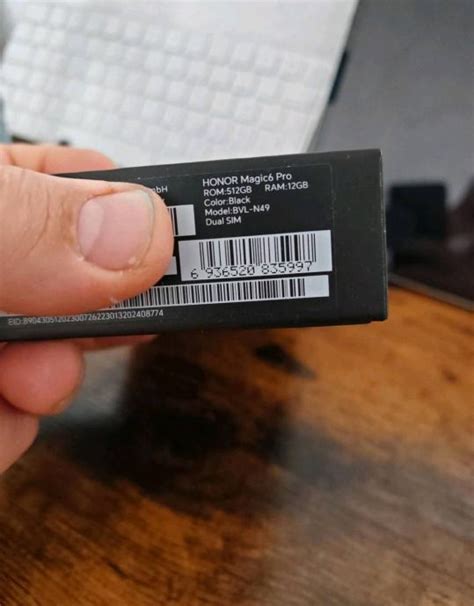 mbH
HONOR Magic6 Pro
ROM:512GB RAM:12GB
Color:Black
Model:BVL-N49
Dual SIM
6 936520 835997
EID:89043051202300726223013202408774